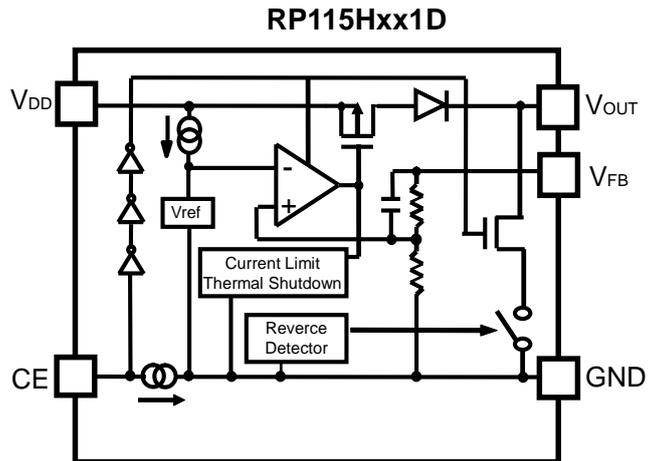 RP115Hxx1D
VDD
VOUT
-
VFB
Vref
+
Current Limit
Thermal Shutdown
Reverce
Detector
CE
GND